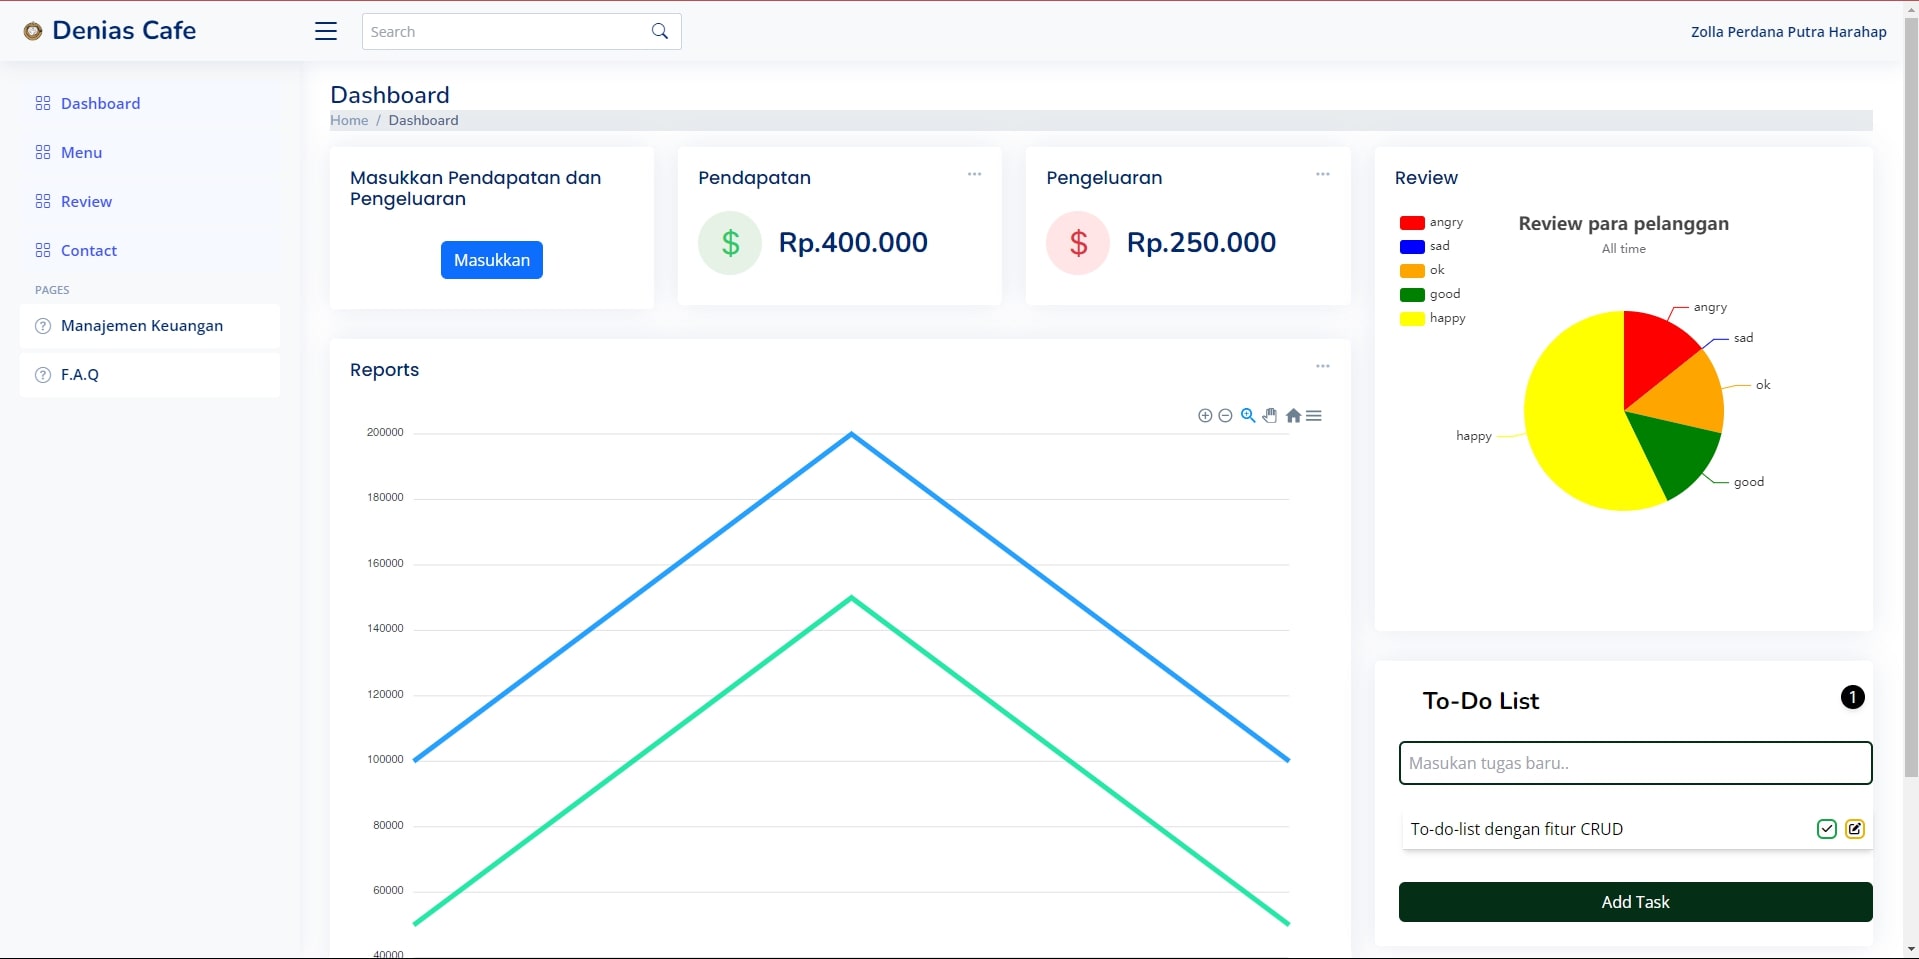 Denias Cafe
Search
Zolla Perdana Putra Harahap
Dashboard
Menu
Review
Contact
PAGES
Manajemen Keuangan
F.A.Q
Dashboard
Home / Dashboard
Masukkan Pendapatan dan
Pengeluaran
Masukkan
Pendapatan
$
Rp.400.000
Pengeluaran
$
Rp.250.000
Reports
200000
180000
160000
140000
120000
100000
80000
60000
40000
Review
Review para pelanggan
All time
angry
sad
ok
good
happy
angry
sad
ok
good
happy
To-Do List
1
Masukan tugas baru..
To-do-list dengan fitur CRUD
Add Task